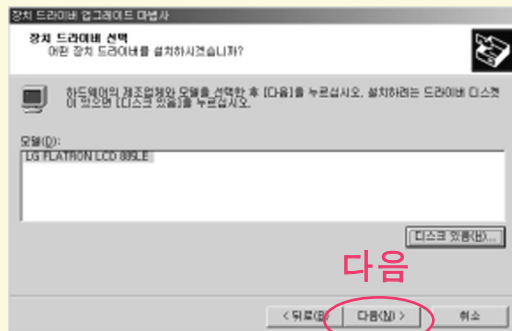 장치 드라이버 업그레이드 마법사
장치 드라이버 선택
어떤 장치 드라이버를 설치하시겠습니까?
하드웨어의 제조업체와 모델을 선택한 후 [다음]을 누르십시오. 설치하려는 드라이버 디스켓
이 있으면 [디스크 있음]을 누르십시오.
모델(D):
LG FLATRON LCD 885LE
디스크 있음(H)...
다음
< 뒤로(B)
다음(N) >
취소